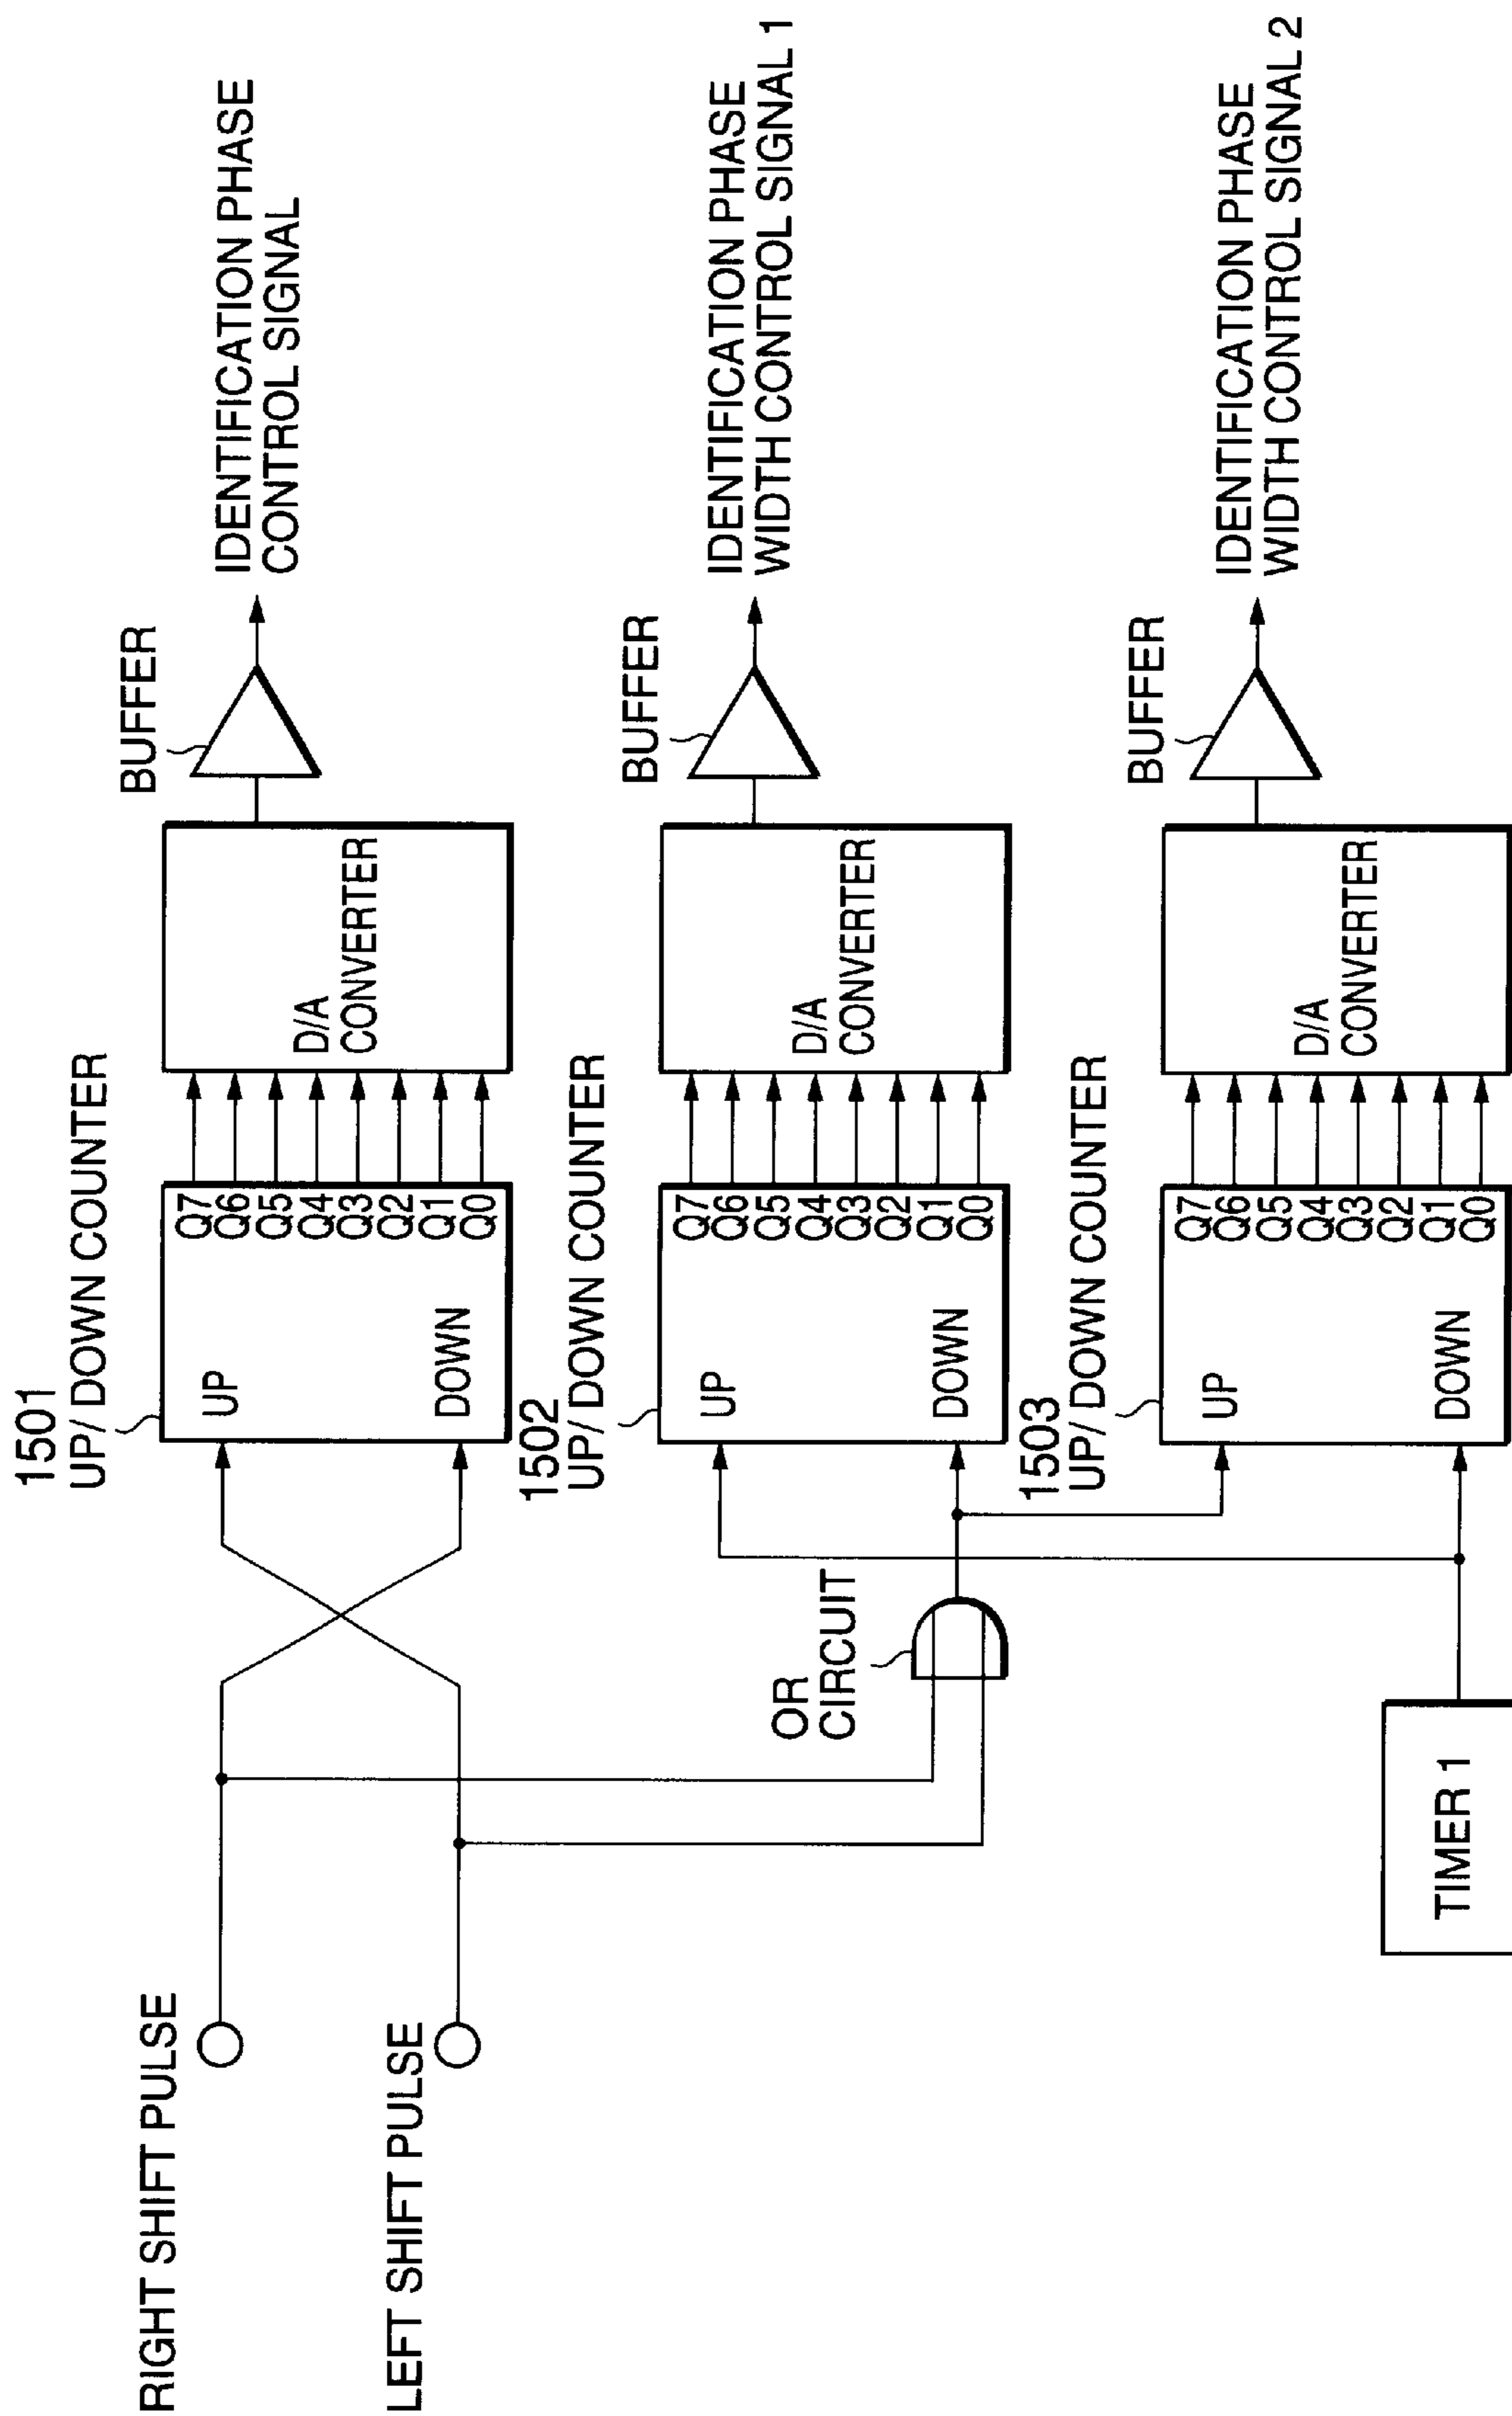 RIGHT SHIFT PULSE
LEFT SHIFT PULSE
1501
UP/ DOWN COUNTER
UP
DOWN
Q7
Q6
Q5
Q4
Q3
Q2
Q1
Q0
D/A
CONVERTER
BUFFER
IDENTIFICATION PHASE
CONTROL SIGNAL
OR
CIRCUIT
1502
UP/ DOWN COUNTER
UP
DOWN
Q7
Q6
Q5
Q4
Q3
Q2
Q1
Q0
D/A
CONVERTER
BUFFER
IDENTIFICATION PHASE
WIDTH CONTROL SIGNAL 1
TIMER 1
1503
UP/ DOWN COUNTER
UP
DOWN
Q7
Q6
Q5
Q4
Q3
Q2
Q1
Q0
D/A
CONVERTER
BUFFER
IDENTIFICATION PHASE
WIDTH CONTROL SIGNAL 2